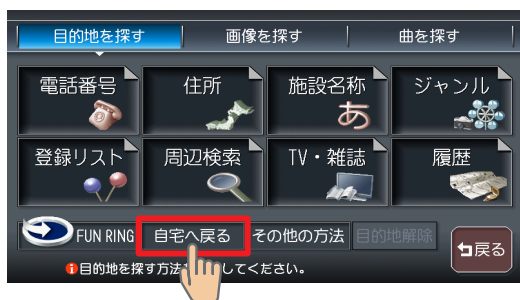 目的地を探す 画像を探す 曲を探す
電話番号 住所 施設名称 ジャンル
あ
登録リスト 周辺検索 TV・雑誌 履歴
FUN RING 自宅へ戻る その他の方法 目的地解除 戻る
目的地を探す方法 してください。